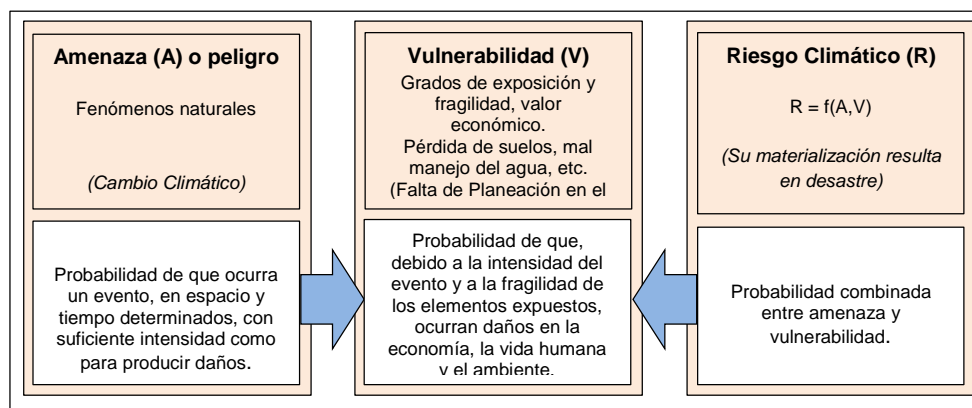 Amenaza (A) o peligro
Fenómenos naturales
(Cambio Climático)
Probabilidad de que ocurra
un evento, en espacio y
tiempo determinados, con
suficiente intensidad como
para producir daños.
Vulnerabilidad (V)
Grados de exposición y
fragilidad, valor
económico.
Pérdida de suelos, mal
manejo del agua, etc.
(Falta de Planeación en el
Probabilidad de que,
debido a la intensidad del
evento y a la fragilidad de
los elementos expuestos,
ocurran daños en la
economía, la vida humana
y el ambiente.
Riesgo Climático (R)
R = f(A,V)
(Su materialización resulta
en desastre)
Probabilidad combinada
entre amenaza y
vulnerabilidad.